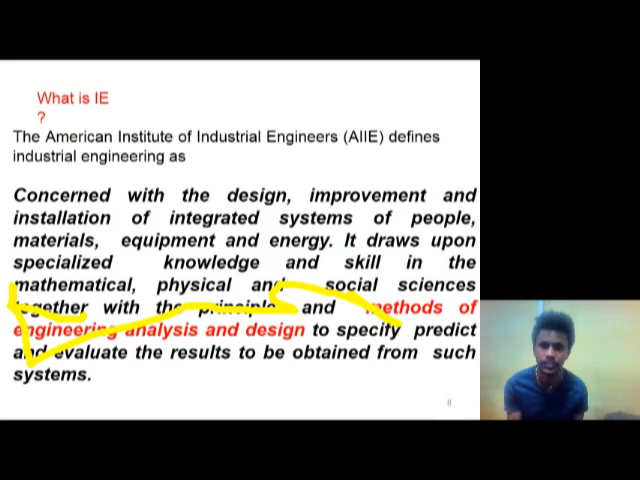 What is IE
?
The American Institute of Industrial Engineers (AIIE) defines
industrial engineering as
Concerned with the design, improvement and
installation of integrated systems of people,
materials, equipment and energy. It draws upon
specialized knowledge and skill in the
mathematical, physical and social sciences
together with the principle and methods of
engineering analysis and design to specify predict
and evaluate the results to be obtained from such
systems.
8